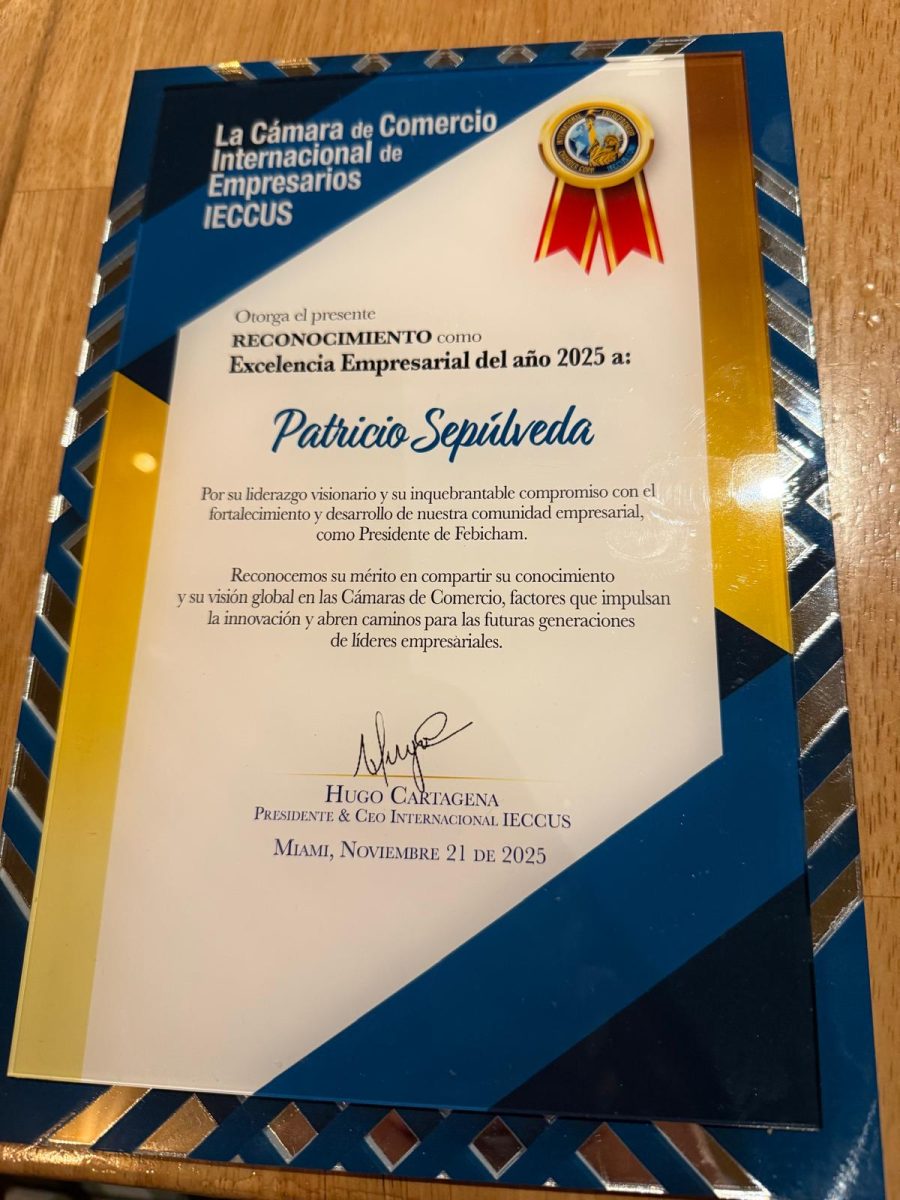 La Cámara de Comercio
Internacional de
Empresarios
IECCUS
Otorga el presente
RECONOCIMIENTO como
Excelencia Empresarial del año 2025 a:
Patricio Sepúlveda
Por su liderazgo visionario y su inquebrantable compromiso con el
fortalecimiento y desarrollo de nuestra comunidad empresarial,
como Presidente de Febicham.
Reconocemos su mérito en compartir su conocimiento
y su visión global en las Cámaras de Comercio, factores que impulsan
la innovación y abren caminos para las futuras generaciones
de líderes empresariales.
HUGO CARTAGENA
PRESIDENTE & CEO INTERNACIONAL IECCUS
MIAMI, NOVIEMBRE 21 DE 2025